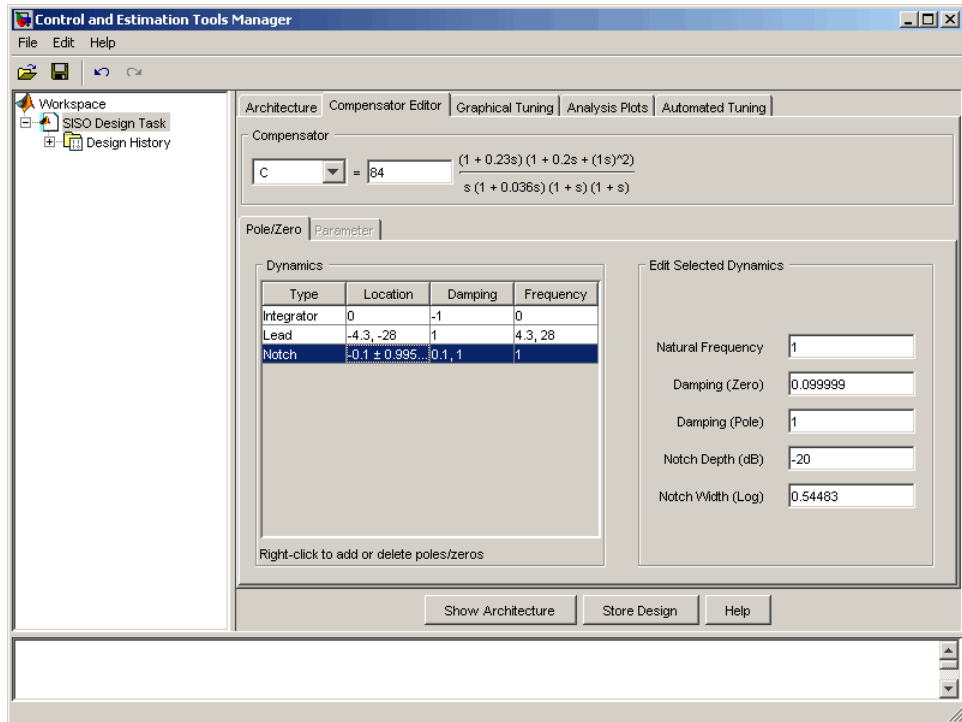 Control and Estimation Tools Manager
File Edit Help
Workspace
SISO Design Task
Design History
Architecture Compensator Editor Graphical Tuning Analysis Plots Automated Tuning
Compensator
C = 84
(1 + 0.23s) (1 + 0.2s + (1s)^2)
s (1 + 0.036s) (1 + s) (1 + s)
Pole/Zero Parameter
Dynamics
Type Location Damping Frequency
Integrator 0 -1 0
Lead -4.3, -28 1 4.3, 28
Notch -0.1 ± 0.995... 0.1, 1 1
Right-click to add or delete poles/zeros
Edit Selected Dynamics
Natural Frequency 1
Damping (Zero) 0.099999
Damping (Pole) 1
Notch Depth (dB) -20
Notch Width (Log) 0.54483
Show Architecture Store Design Help